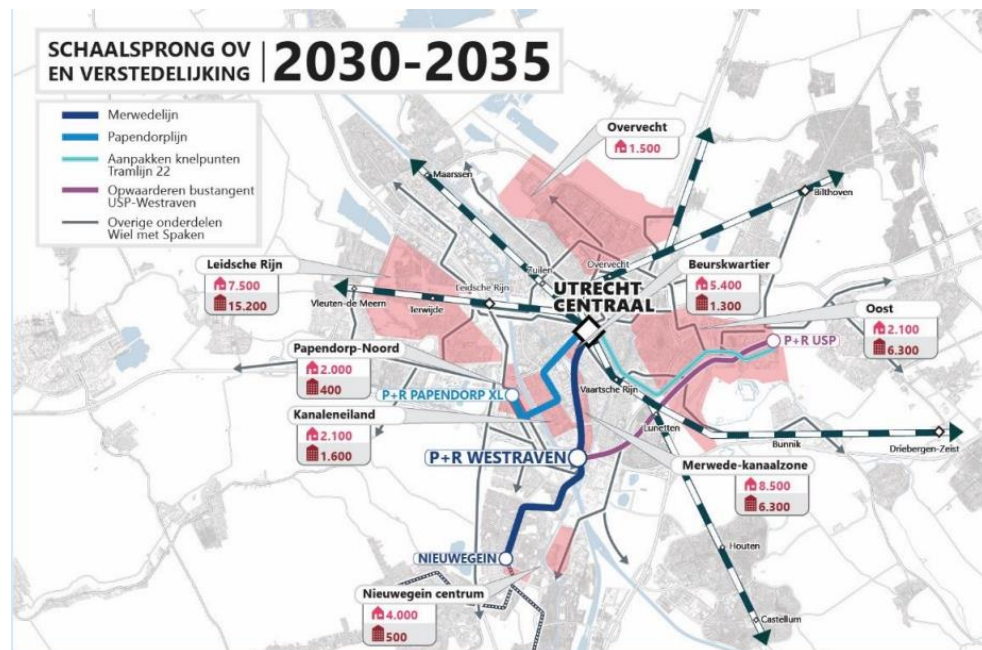 SCHAALSPRONG OV
EN VERSTEDELIJKING
2030-2035
Merwedelijn
Papendorplijn
Aanpakken knelpunten
Tramlijn 22
Opwaarderen bustangent
USP-Westraven
Overige onderdelen
Wiel met Spaken
Overvecht
1.500
Maarssen
Bilthoven
Leidsche Rijn
7.500
15.200
Zuilen
Overvecht
Beurskwartier
5.400
1.300
Leidsche Rijn
Vleuten-de Meern
Terwijde
UTRECHT
CENTRAAL
Oost
2.100
6.300
P+R USP
Papendorp-Noord
2.000
400
P+R PAPENDORP XL
Vaartsche Rijn
Kanaleneiland
2.100
1.600
Lunetten
Bunnik
Driebergen-Zeist
P+R WESTRAVEN
Merwede-kanaalzone
8.500
6.300
NIEUWEGEIN
Houten
Nieuwegein centrum
4.000
500
Castellum